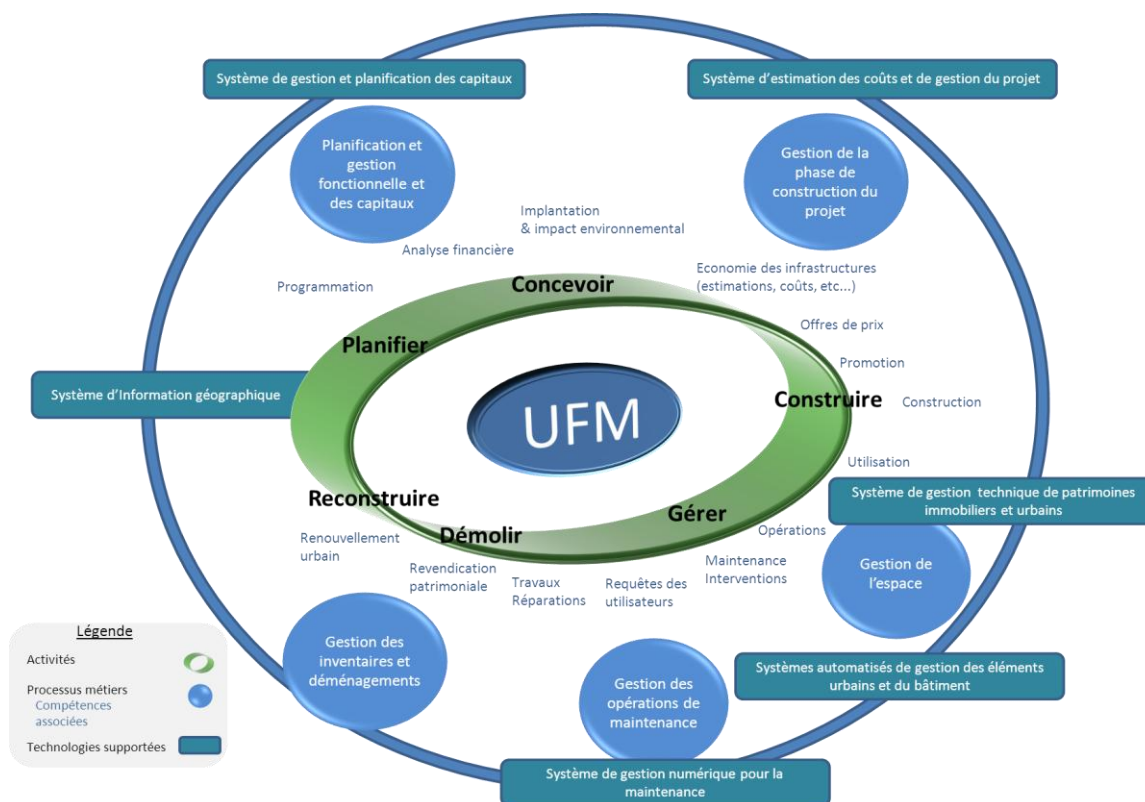 Système de gestion et planification des capitaux
Système d'estimation des coûts et de gestion du projet
Planification et
gestion
fonctionnelle et
des capitaux
Gestion de la
phase de
construction du
projet
Implantation
& impact environnemental
Analyse financière
Economie des infrastructures
(estimations, coûts, etc...)
Programmation
Concevoir
Offres de prix
Planifier
Promotion
Système d'Information géographique
Construire
Construction
UFM
Utilisation
Système de gestion technique de patrimoines
immobiliers et urbains
Reconstruire
Gérer
Démolir
Opérations
Renouvellement
urbain
Revendication
patrimoniale
Travaux
Réparations
Requêtes des
utilisateurs
Maintenance
Interventions
Gestion de
l'espace
Gestion des
inventaires et
déménagements
Gestion des
opérations de
maintenance
Systèmes automatisés de gestion des éléments
urbains et du bâtiment
Système de gestion numérique pour la
maintenance
Légende
Activités
Processus métiers
Compétences
associées
Technologies supportées